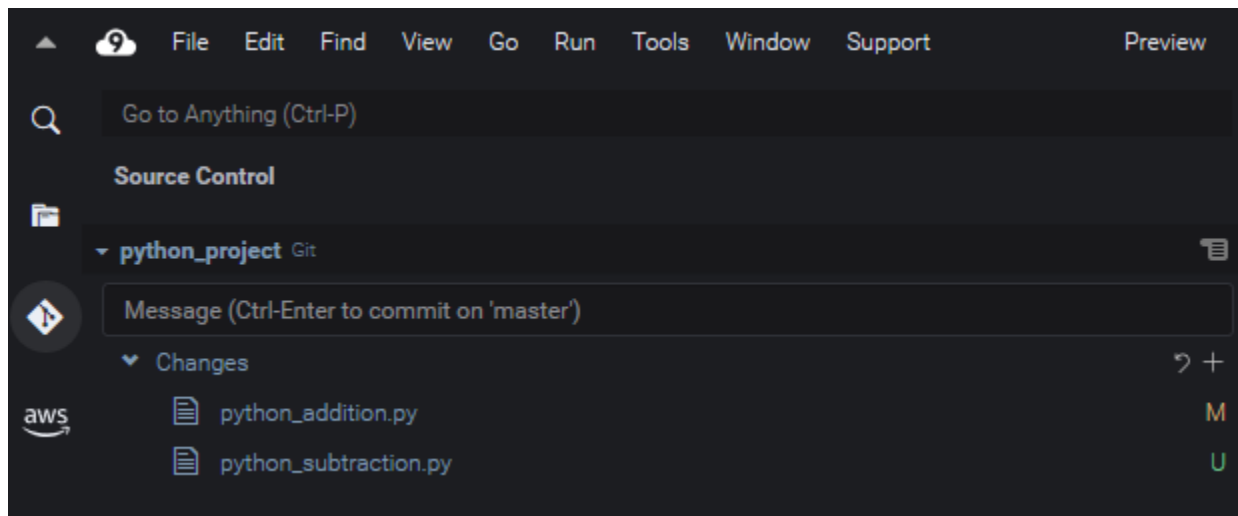 9 File Edit Find View Go Run Tools Window Support Preview
Go to Anything (Ctrl-P)
Source Control
python_project Git
Message (Ctrl-Enter to commit on 'master')
Changes
aws
python_addition.py M
python_subtraction.py U